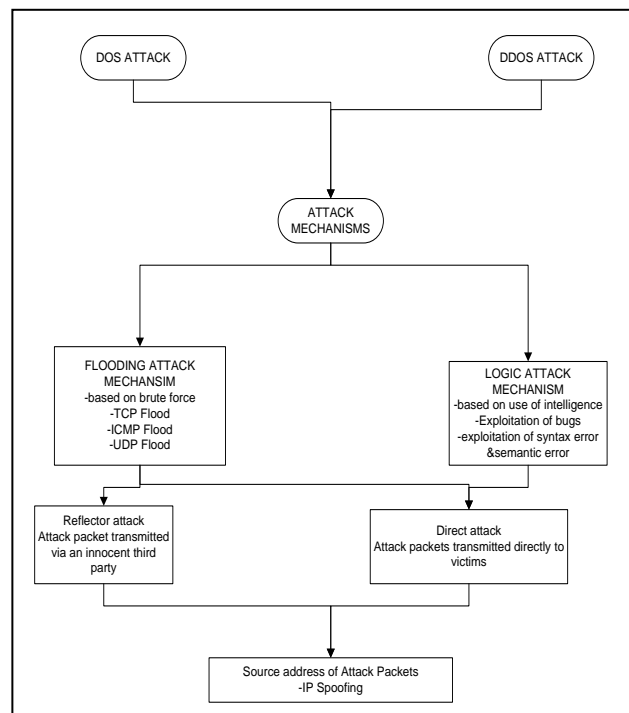 DOS ATTACK
DDOS ATTACK
ATTACK
MECHANISMS
FLOODING ATTACK
MECHANSIM
-based on brute force
-TCP Flood
-ICMP Flood
-UDP Flood
LOGIC ATTACK
MECHANISM
-based on use of intelligence
-Exploitation of bugs
-exploitation of syntax error
&semantic error
Reflector attack
Attack packet transmitted
via an innocent third
party
Direct attack
Attack packets transmitted directly to
victims
Source address of Attack Packets
-IP Spoofing